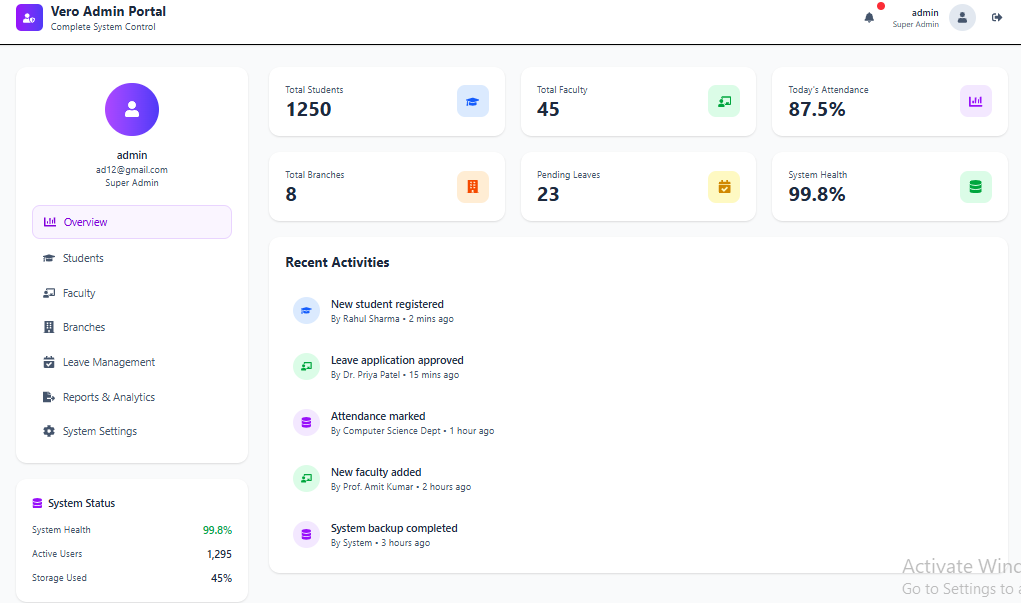 Vero Admin Portal
Complete System Control
admin
Super Admin
admin
ad12@gmail.com
Super Admin
Overview
Students
Faculty
Branches
Leave Management
Reports & Analytics
System Settings
System Status
System Health 99.8%
Active Users 1,295
Storage Used 45%
Total Students
1250
Total Faculty
45
Today's Attendance
87.5%
Total Branches
8
Pending Leaves
23
System Health
99.8%
Recent Activities
New student registered
By Rahul Sharma • 2 mins ago
Leave application approved
By Dr. Priya Patel • 15 mins ago
Attendance marked
By Computer Science Dept • 1 hour ago
New faculty added
By Prof. Amit Kumar • 2 hours ago
System backup completed
By System • 3 hours ago
Activate Winc
Go to Settings to a